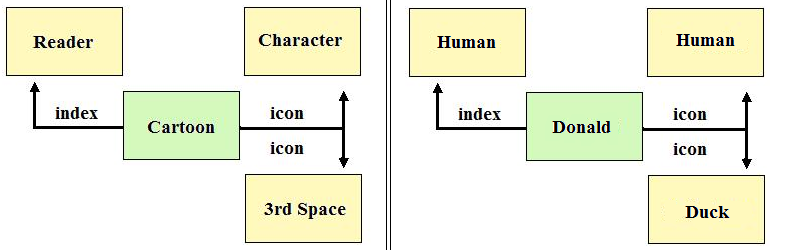 Reader
Character
index
Cartoon
icon
icon
3rd Space
Human
Human
index
Donald
icon
icon
Duck